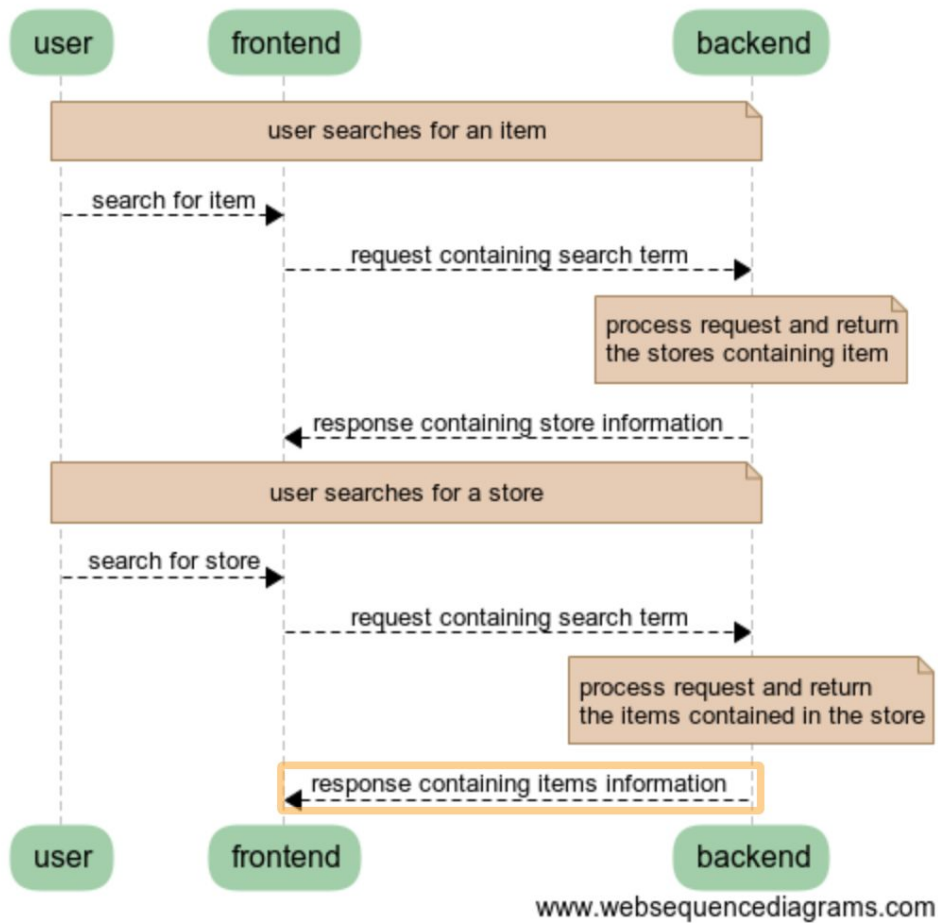 user frontend backend
user searches for an item
search for item
request containing search term
process request and return
the stores containing item
response containing store information
user searches for a store
search for store
request containing search term
process request and return
the items contained in the store
response containing items information
user frontend backend
www.websequencediagrams.com